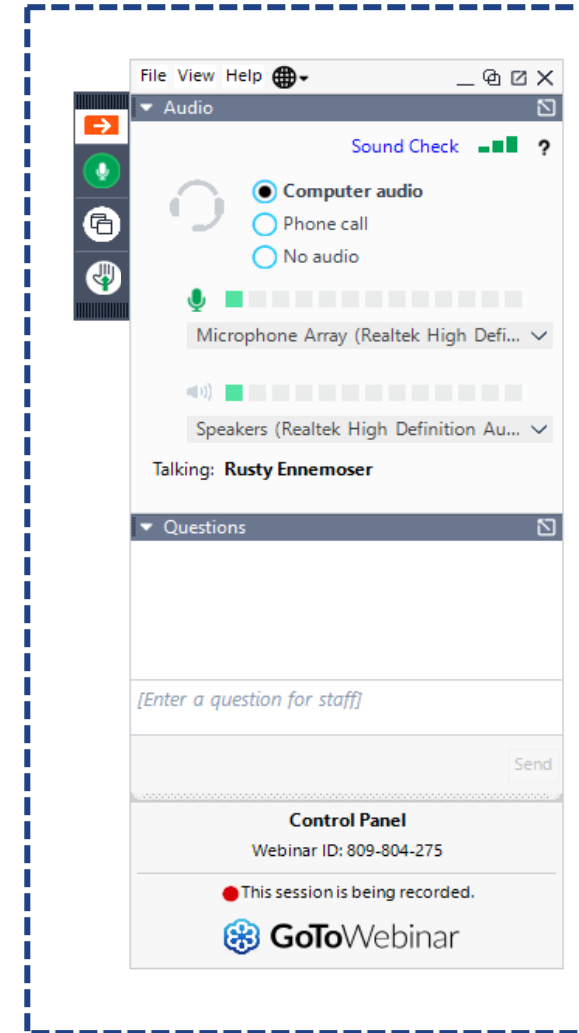 File View Help
Audio
Sound Check ?
Computer audio
Phone call
No audio
Microphone Array (Realtek High Defi...
Speakers (Realtek High Definition Au...
Talking: Rusty Ennemoser
Questions
[Enter a question for staff]
Send
Control Panel
Webinar ID: 809-804-275
This session is being recorded.
GoToWebinar